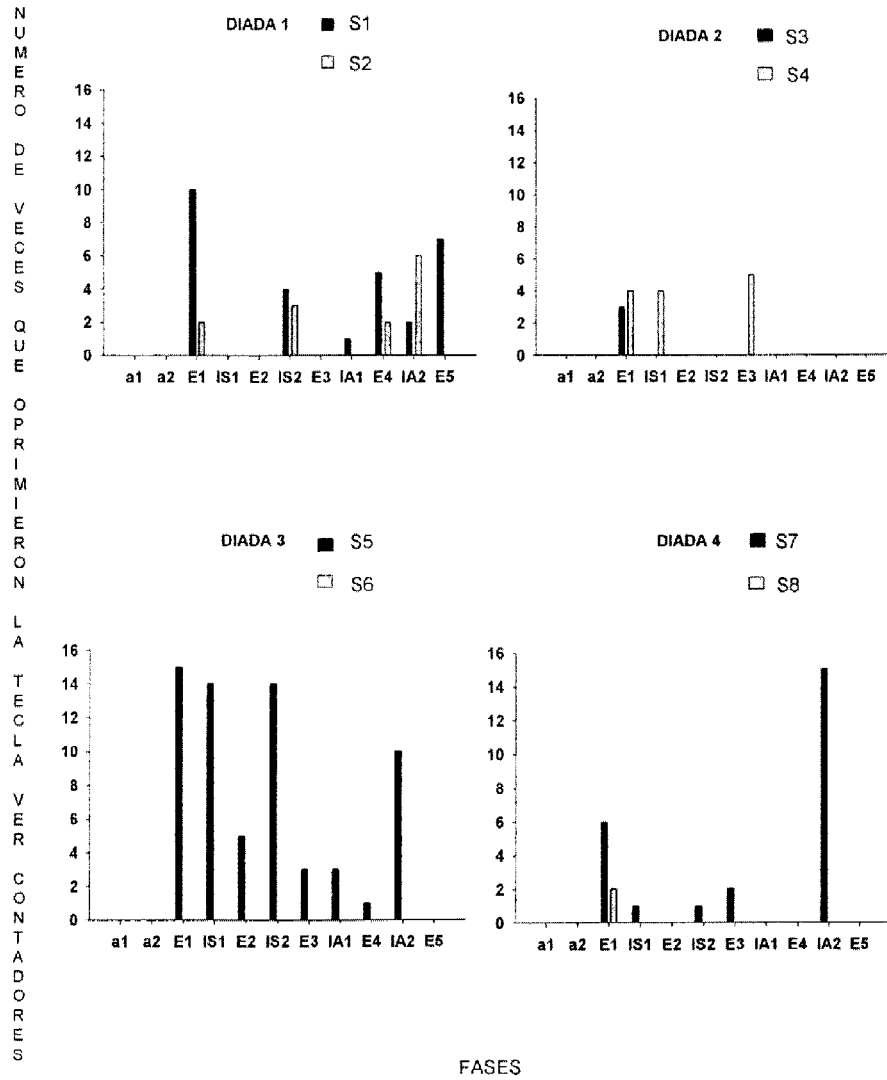 NUMERO DE VECES QUE OPRIMIERON LA TECLA VER CONTADORES
DIADA 1 S1
S2
16
14
12
10
8
6
4
2
0
a1 a2 E1 IS1 E2 IS2 E3 IA1 E4 IA2 E5
DIADA 2 S3
S4
16
14
12
10
8
6
4
2
0
a1 a2 E1 IS1 E2 IS2 E3 IA1 E4 IA2 E5
DIADA 3 S5
S6
16
14
12
10
8
6
4
2
0
a1 a2 E1 IS1 E2 IS2 E3 IA1 E4 IA2 E5
DIADA 4 S7
S8
16
14
12
10
8
6
4
2
0
a1 a2 E1 IS1 E2 IS2 E3 IA1 E4 IA2 E5
FASES